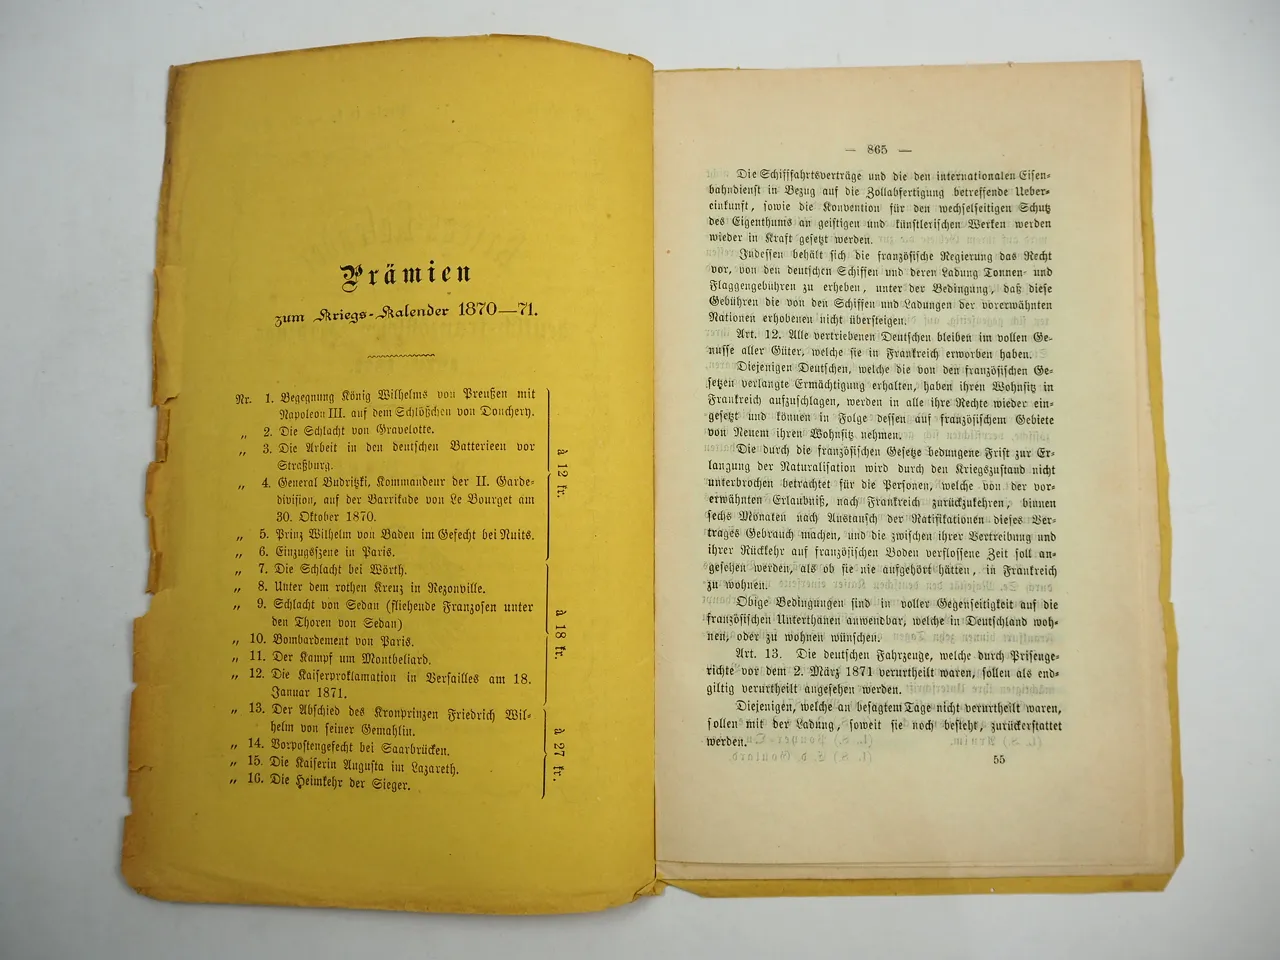 Prämien
zum Kriegs-Kalender 1870—71.
Nr. 1. Begegnung König Wilhelms von Preußen mit
Napoleon III. auf dem Schlößchen von Donchery.
„ 2. Die Schlacht von Gravelotte.
„ 3. Die Arbeit in den deutschen Batterieen vor
Straßburg.
„ 4. General Budritzki, Kommandeur der II. Garde-
division, auf der Barrikade von Le Bourget am
30. Oktober 1870.
„ 5. Prinz Wilhelm von Baden im Gefecht bei Nuits.
„ 6. Einzugsszene in Paris.
à 12 fr.
„ 7. Die Schlacht bei Wörth.
„ 8. Unter dem rothen Kreuz in Rezonville.
„ 9. Schlacht von Sedan (fliehende Franzosen unter
den Thoren von Sedan)
„ 10. Bombardement von Paris.
„ 11. Der Kampf um Montbeliard.
„ 12. Die Kaiserproklamation in Versailles am 18.
Januar 1871.
à 18 fr.
„ 13. Der Abschied des Kronprinzen Friedrich Wil-
helm von seiner Gemahlin.
„ 14. Vorpostengefecht bei Saarbrücken.
„ 15. Die Kaiserin Augusta im Lazareth.
„ 16. Die Heimkehr der Sieger.
à 27 fr.
— 865 —
Die Schifffahrtsverträge und die den internationalen Eisen-
bahndienst in Bezug auf die Zollabfertigung betreffende Ueber-
einkunft, sowie die Konvention für den wechselseitigen Schutz
des Eigenthums an geistigen und künstlerischen Werken werden
wieder in Kraft gesetzt werden.
Indessen behält sich die französische Regierung das Recht
vor, von den deutschen Schiffen und deren Ladung Tonnen- und
Flaggengebühren zu erheben, unter der Bedingung, daß diese
Gebühren die von den Schiffen und Ladungen der vorerwähnten
Nationen erhobenen nicht übersteigen.
Art. 12. Alle vertriebenen Deutschen bleiben im vollen Ge-
nusse aller Güter, welche sie in Frankreich erworben haben.
Diejenigen Deutschen, welche die von den französischen Ge-
setzen verlangte Ermächtigung erhalten, haben ihren Wohnsitz in
Frankreich aufzuschlagen, werden in alle ihre Rechte wieder ein-
gesetzt und können in Folge dessen auf französischem Gebiete
von Neuem ihren Wohnsitz nehmen.
Die durch die französischen Gesetze bedungene Frist zur Er-
langung der Naturalisation wird durch den Kriegszustand nicht
unterbrochen betrachtet für die Personen, welche von der vor-
erwähnten Erlaubniß, nach Frankreich zurückzukehren, binnen
sechs Monaten nach Austausch der Ratifikationen dieses Ver-
trages Gebrauch machen, und die zwischen ihrer Vertreibung und
ihrer Rückkehr auf französischen Boden verflossene Zeit soll an-
gesehen werden, als ob sie nie aufgehört hätten, in Frankreich
zu wohnen.
Obige Bedingungen sind in voller Gegenseitigkeit auf die
französischen Unterthanen anwendbar, welche in Deutschland woh-
nen, oder zu wohnen wünschen.
Art. 13. Die deutschen Fahrzeuge, welche durch Prisenge-
richte vor dem 2. März 1871 verurtheilt waren, sollen als end-
giltig verurtheilt angesehen werden.
Diejenigen, welche an besagtem Tage nicht verurtheilt waren,
sollen mit der Ladung, soweit sie noch besteht, zurückerstattet
werden.
55